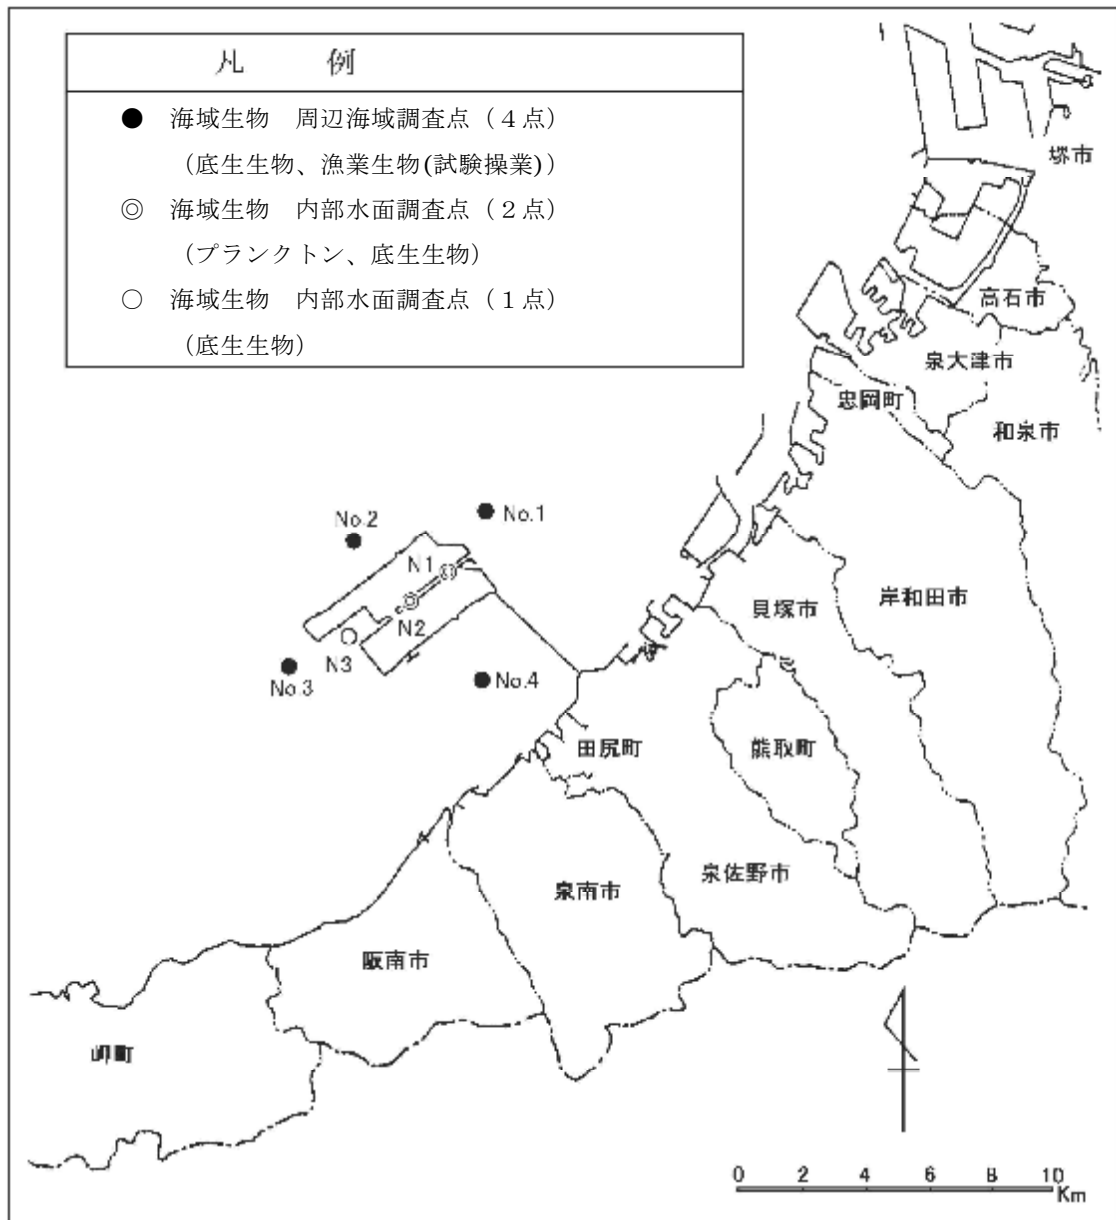 凡 例
● 海域生物 周辺海域調査点（４点）
（底生生物、漁業生物(試験操業)）
◎ 海域生物 内部水面調査点（２点）
（プランクトン、底生生物）
○ 海域生物 内部水面調査点（１点）
（底生生物）
堺市
高石市
泉大津市
忠岡町
和泉市
No.1
No.2
N1
岸和田市
貝塚市
N2
N3
No.3
No.4
田尻町
熊取町
泉佐野市
泉南市
阪南市
岬町
0 2 4 6 8 10
Km